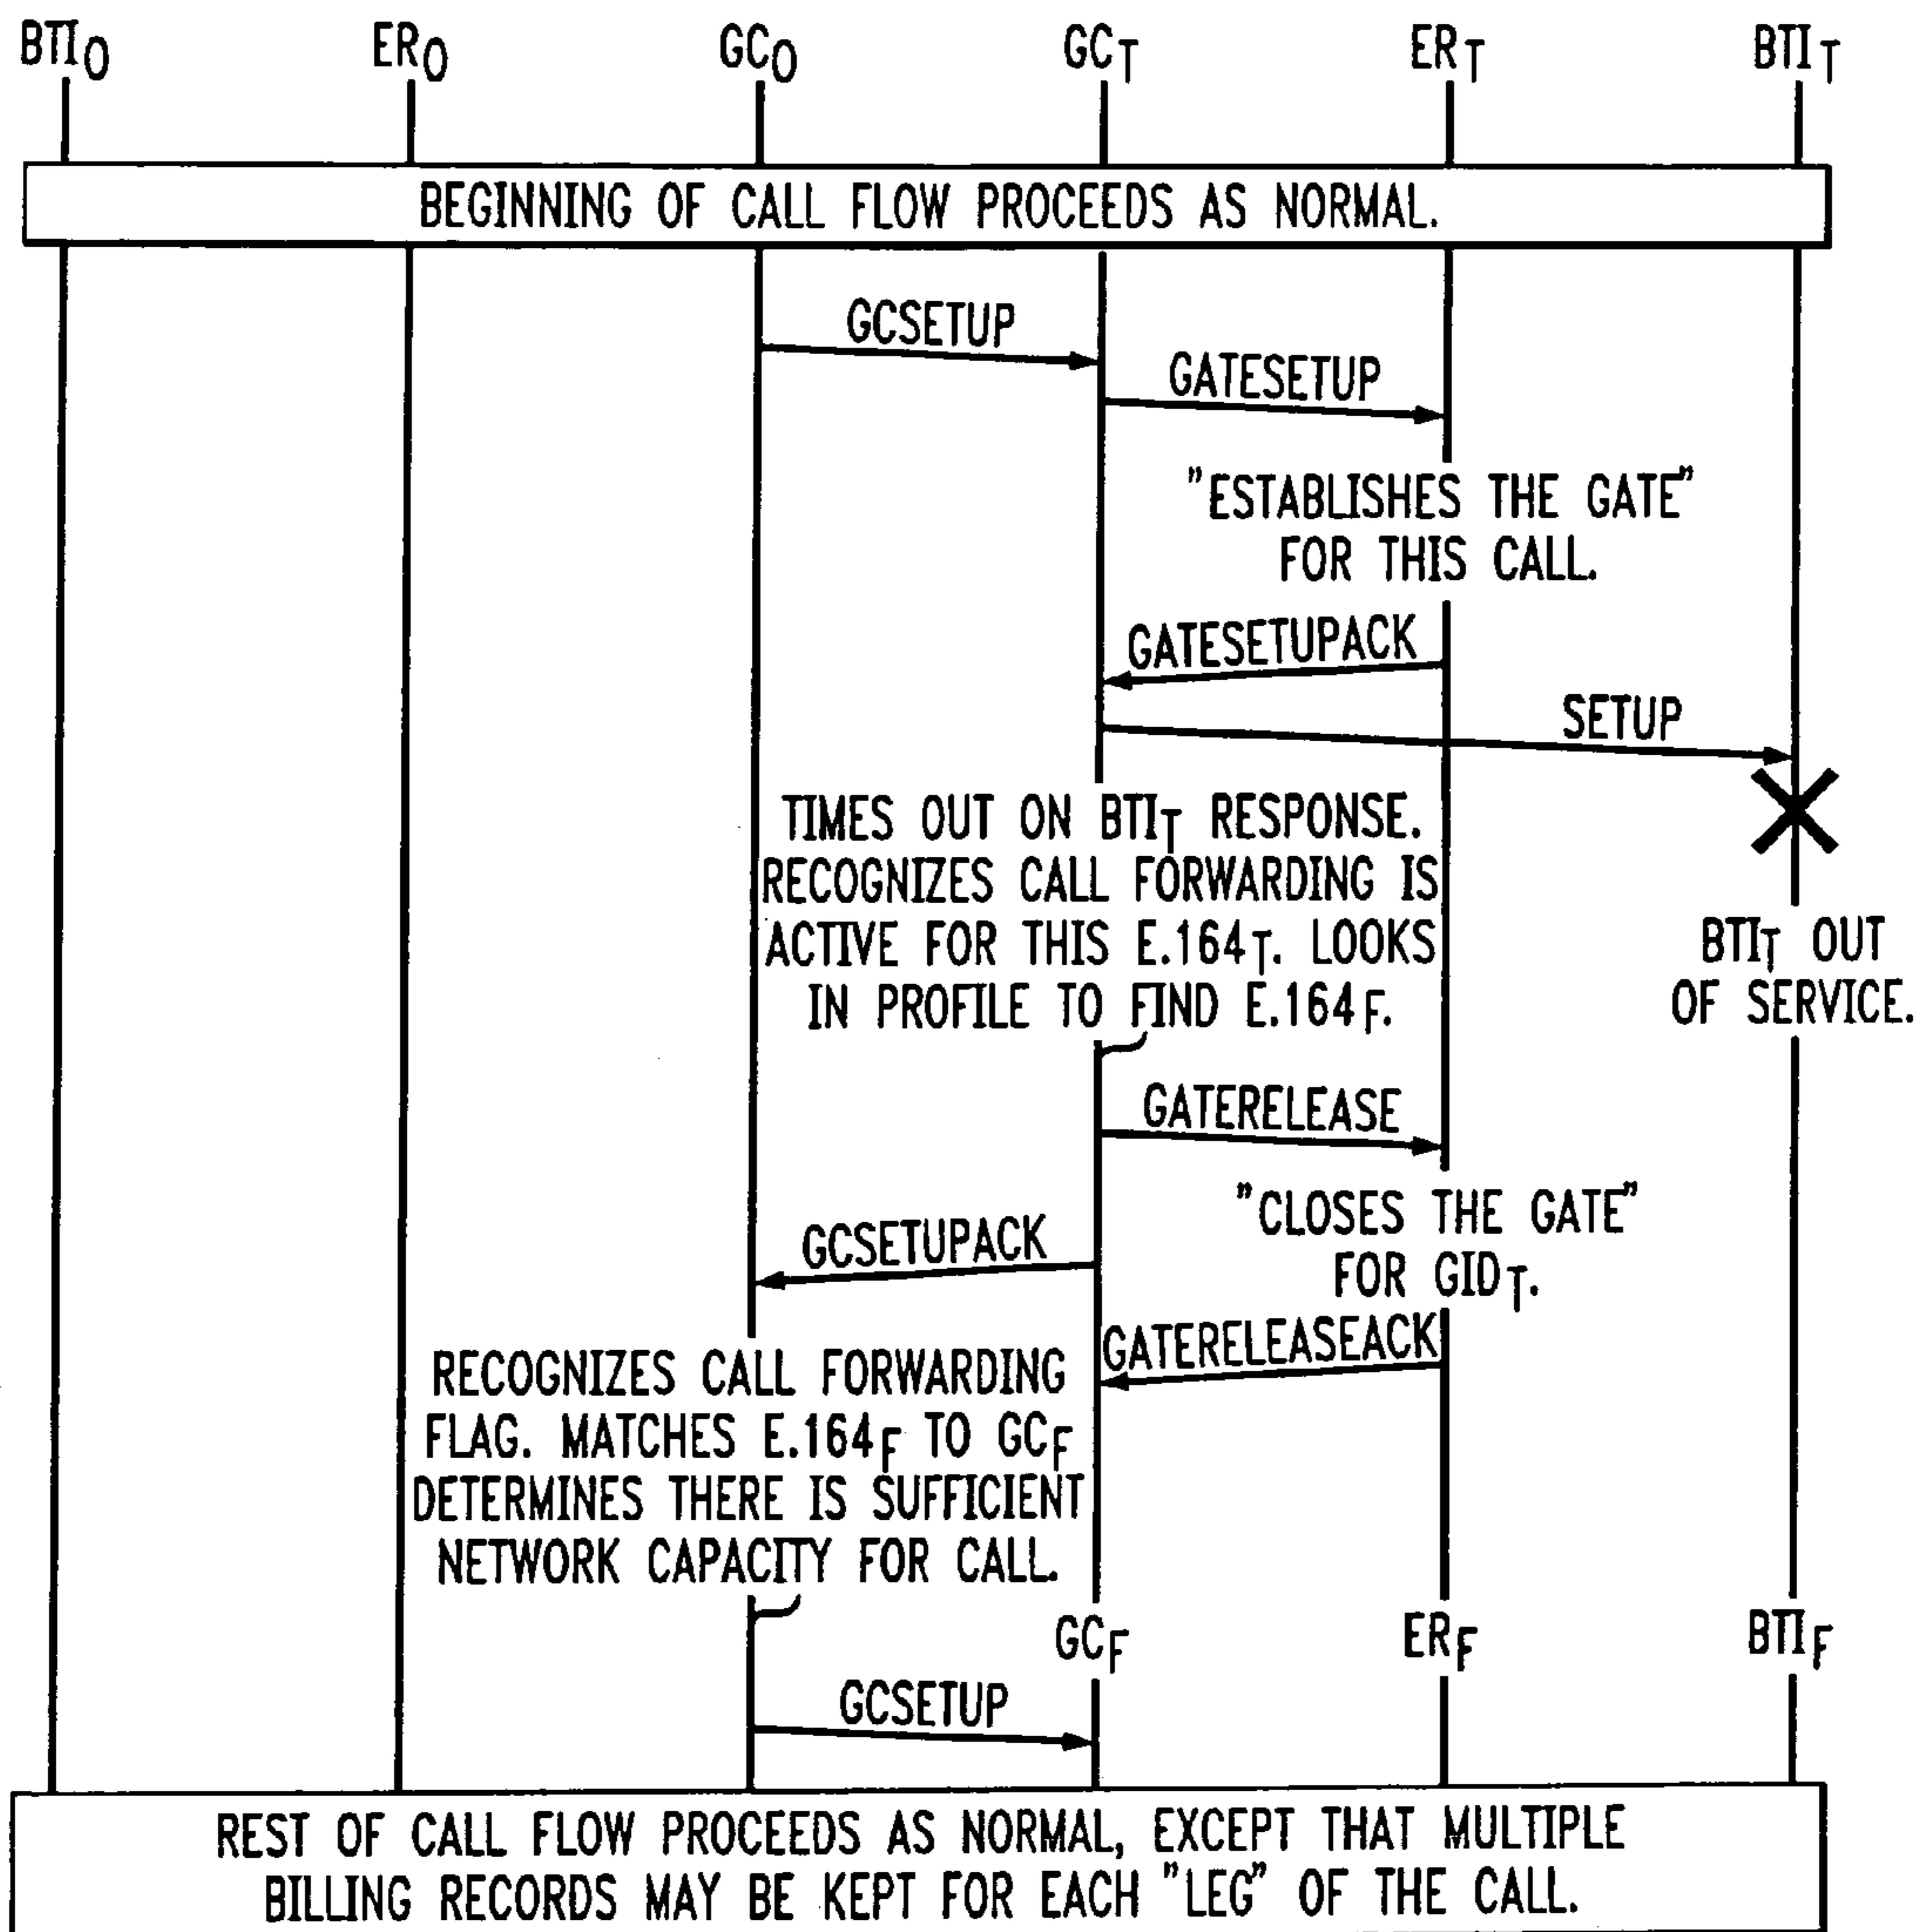 BTIO ERO GCO GCT ERT BTIT
BEGINNING OF CALL FLOW PROCEEDS AS NORMAL.
GCSETUP
GATESETUP
"ESTABLISHES THE GATE"
FOR THIS CALL.
GATESETUPACK
SETUP
TIMES OUT ON BTIT RESPONSE.
RECOGNIZES CALL FORWARDING IS
ACTIVE FOR THIS E.164T. LOOKS
IN PROFILE TO FIND E.164F.
BTIT OUT
OF SERVICE.
GATERELEASE
"CLOSES THE GATE"
FOR GIDT.
GCSETUPACK
GATERELEASEACK
RECOGNIZES CALL FORWARDING
FLAG. MATCHES E.164F TO GCF
DETERMINES THERE IS SUFFICIENT
NETWORK CAPACITY FOR CALL.
GCF ERF BTIF
GCSETUP
REST OF CALL FLOW PROCEEDS AS NORMAL, EXCEPT THAT MULTIPLE
BILLING RECORDS MAY BE KEPT FOR EACH "LEG" OF THE CALL.